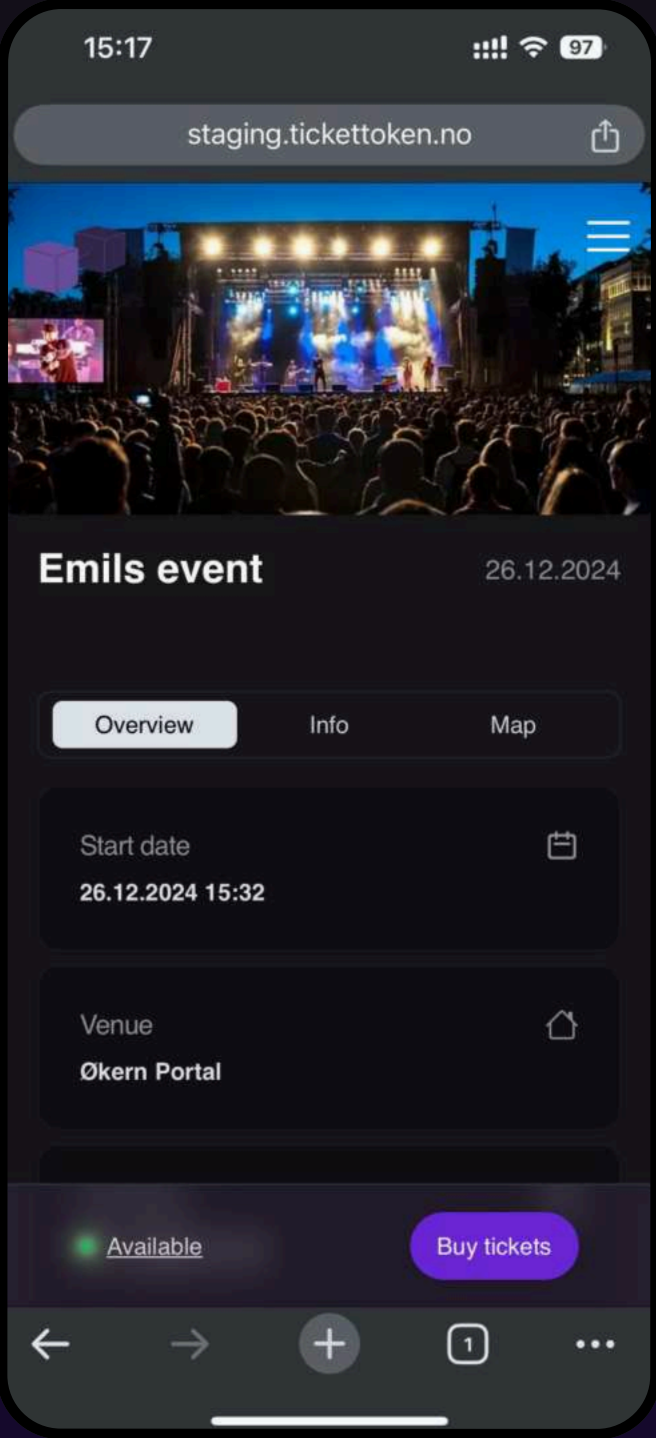 15:17
97
staging.tickettoken.no
Emils event
26.12.2024
Overview
Info
Map
Start date
26.12.2024 15:32
Venue
Økern Portal
Available
Buy tickets
1